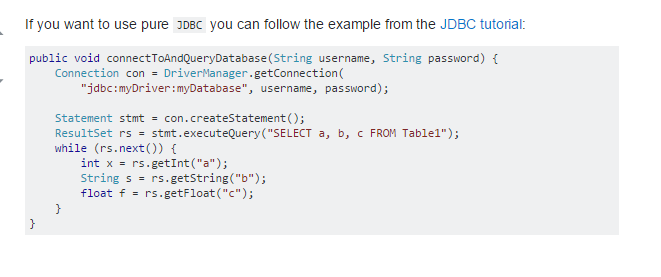 If you want to use pure JDBC you can follow the example from the JDBC tutorial:
public void connectToAndQueryDatabase(String username, String password) {
    Connection con = DriverManager.getConnection(
        "jdbc:myDriver:myDatabase", username, password);
    Statement stmt = con.createStatement();
    ResultSet rs = stmt.executeQuery("SELECT a, b, c FROM Table1");
    while (rs.next()) {
        int x = rs.getInt("a");
        String s = rs.getString("b");
        float f = rs.getFloat("c");
    }
}